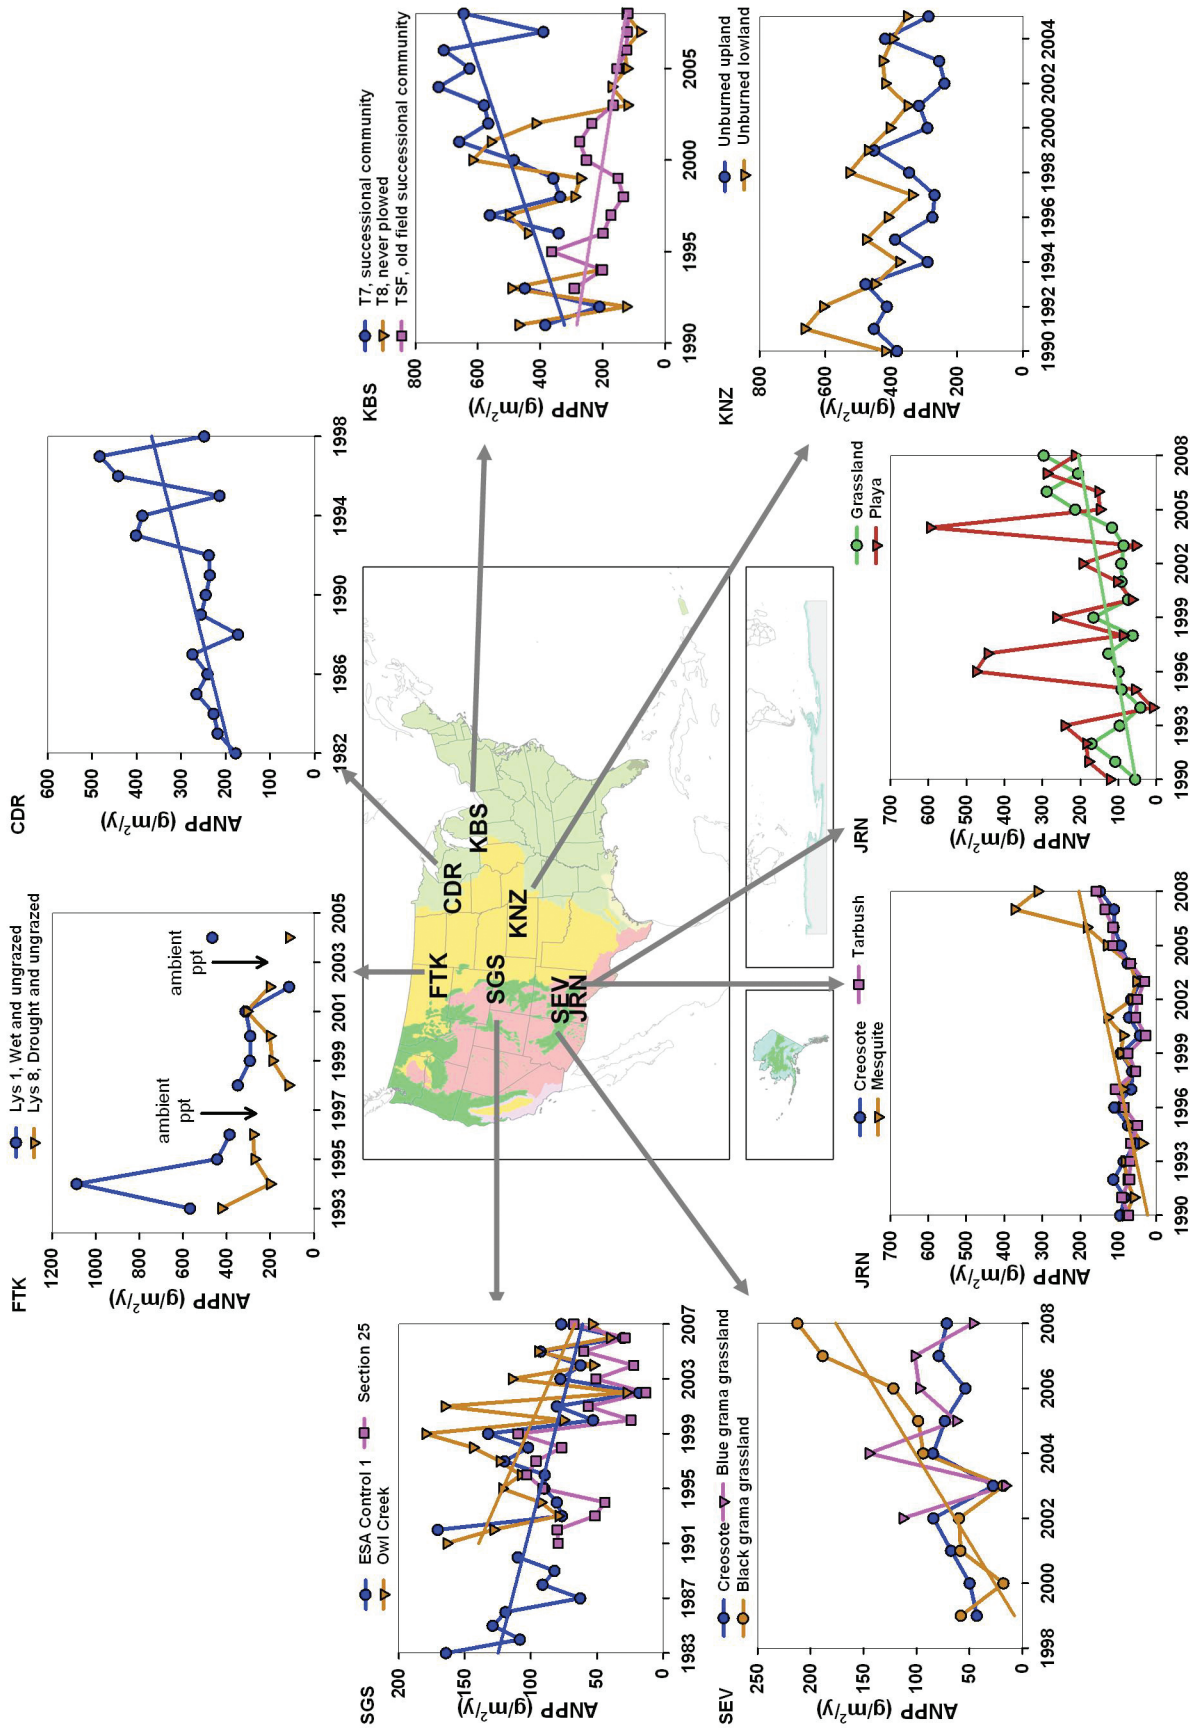 FTK
Lys 1, Wet and ungrazed
Lys 8, Drought and ungrazed
ANPP (g/m²/y)
1200
1000
800
600
400
200
0
ambient
ppt
ambient
ppt
1993 1995 1997 1999 2001 2003 2005
CDR
ANPP (g/m²/y)
600
500
400
300
200
100
0
1982 1986 1990 1994 1998
SGS
ESA Control 1
Section 25
Owl Creek
ANPP (g/m²/y)
200
150
100
50
0
1983 1987 1991 1995 1999 2003 2007
FTK
CDR
KBS
SGS
KNZ
SEV
JRN
KBS
T7, successional community
T8, never plowed
TSF, old field successional community
ANPP (g/m²/y)
800
600
400
200
0
1990 1995 2000 2005
SEV
Creosote
Blue grama grassland
Black grama grassland
ANPP (g/m²/y)
250
200
150
100
50
0
1998 2000 2002 2004 2006 2008
KNZ
Unburned upland
Unburned lowland
ANPP (g/m²/y)
800
600
400
200
0
1990 1992 1994 1996 1998 2000 2002 2004
JRN
Creosote
Tarbush
Mesquite
ANPP (g/m²/y)
700
600
500
400
300
200
100
0
1990 1993 1996 1999 2002 2005 2008
JRN
Grassland
Playa
ANPP (g/m²/y)
700
600
500
400
300
200
100
0
1990 1993 1996 1999 2002 2005 2008